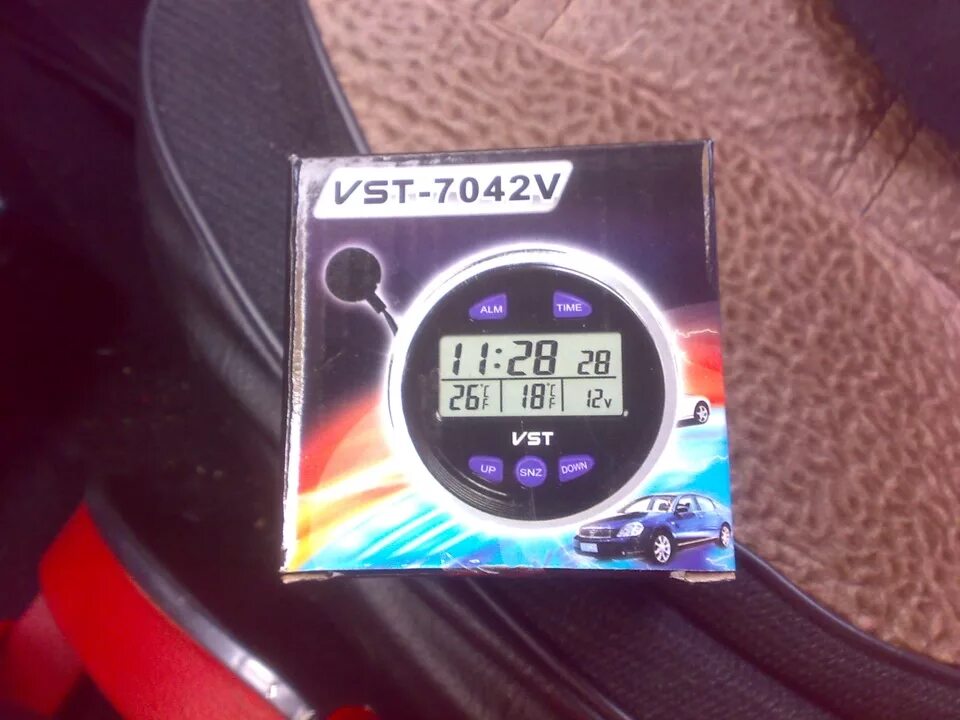 VST-7042V
ALM TIME
11:28 28
26°C F 18°C F 12v
VST
UP SNZ DOWN